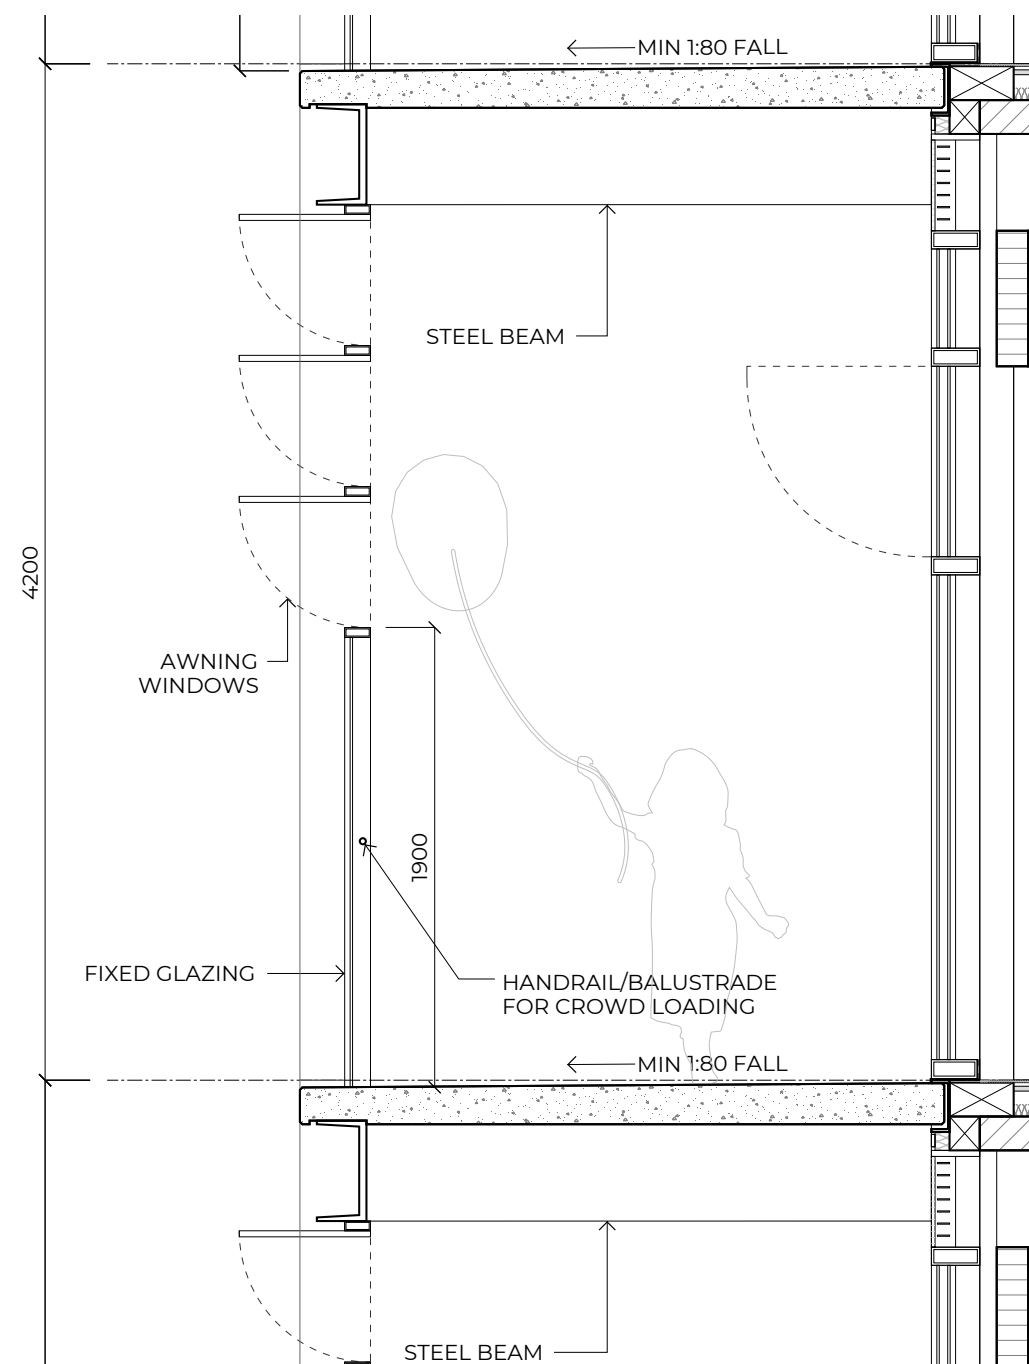 MIN 1:80 FALL
STEEL BEAM
4200
AWNING
WINDOWS
1900
FIXED GLAZING
HANDRAIL/BALUSTRADE
FOR CROWD LOADING
MIN 1:80 FALL
STEEL BEAM